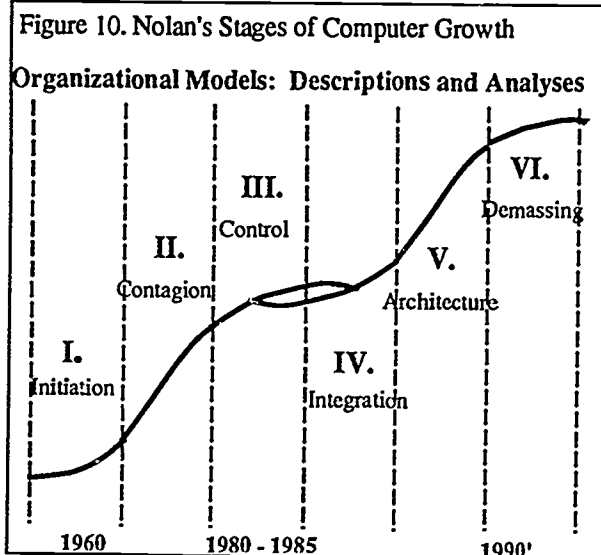 Figure 10. Nolan's Stages of Computer Growth
Organizational Models: Descriptions and Analyses
I.
Initiation
II.
Contagion
III.
Control
IV.
Integration
V.
Architecture
VI.
Demassing
1960
1980 - 1985
1990'